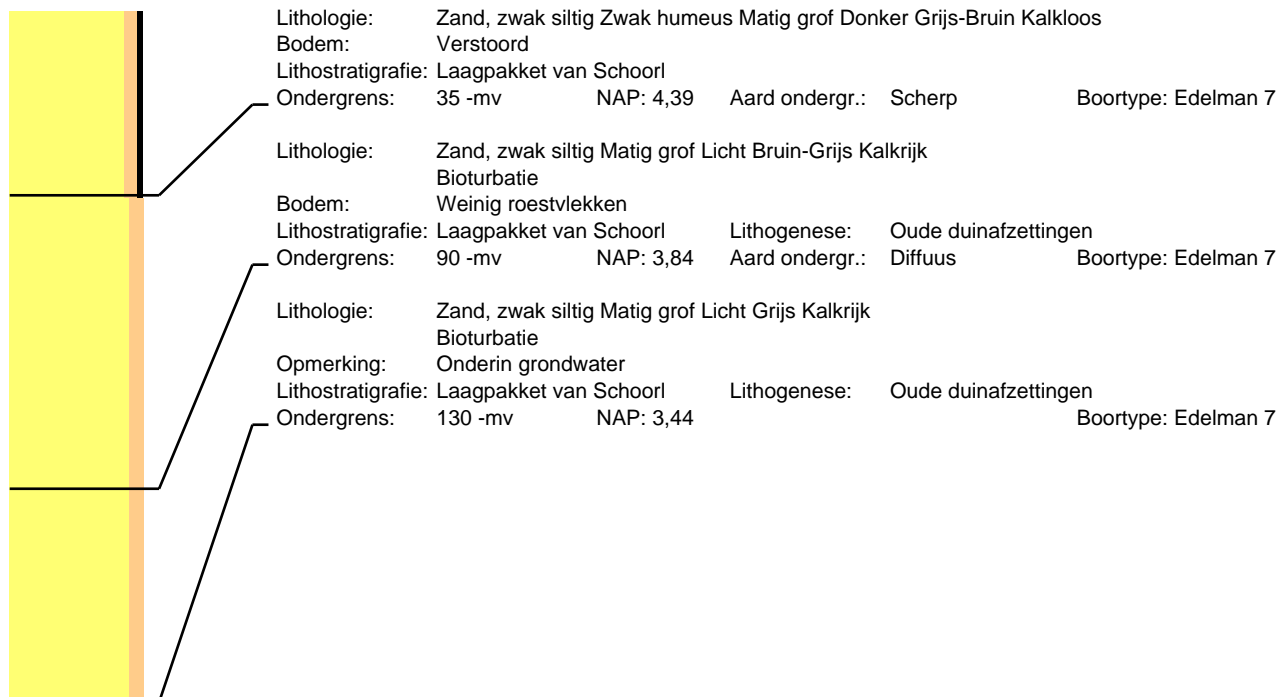 Lithologie: Zand, zwak siltig Zwak humeus Matig grof Donker Grijs-Bruin Kalkloos
Bodem: Verstoord
Lithostratigrafie: Laagpakket van Schoorl
Ondergrens: 35 -mv NAP: 4,39 Aard ondergr.: Scherp Boortype: Edelman 7
Lithologie: Zand, zwak siltig Matig grof Licht Bruin-Grijs Kalkrijk
Bioturbatie
Bodem: Weinig roestvlekken
Lithostratigrafie: Laagpakket van Schoorl Lithogenese: Oude duinafzettingen
Ondergrens: 90 -mv NAP: 3,84 Aard ondergr.: Diffuus Boortype: Edelman 7
Lithologie: Zand, zwak siltig Matig grof Licht Grijs Kalkrijk
Bioturbatie
Opmerking: Onderin grondwater
Lithostratigrafie: Laagpakket van Schoorl Lithogenese: Oude duinafzettingen
Ondergrens: 130 -mv NAP: 3,44 Boortype: Edelman 7